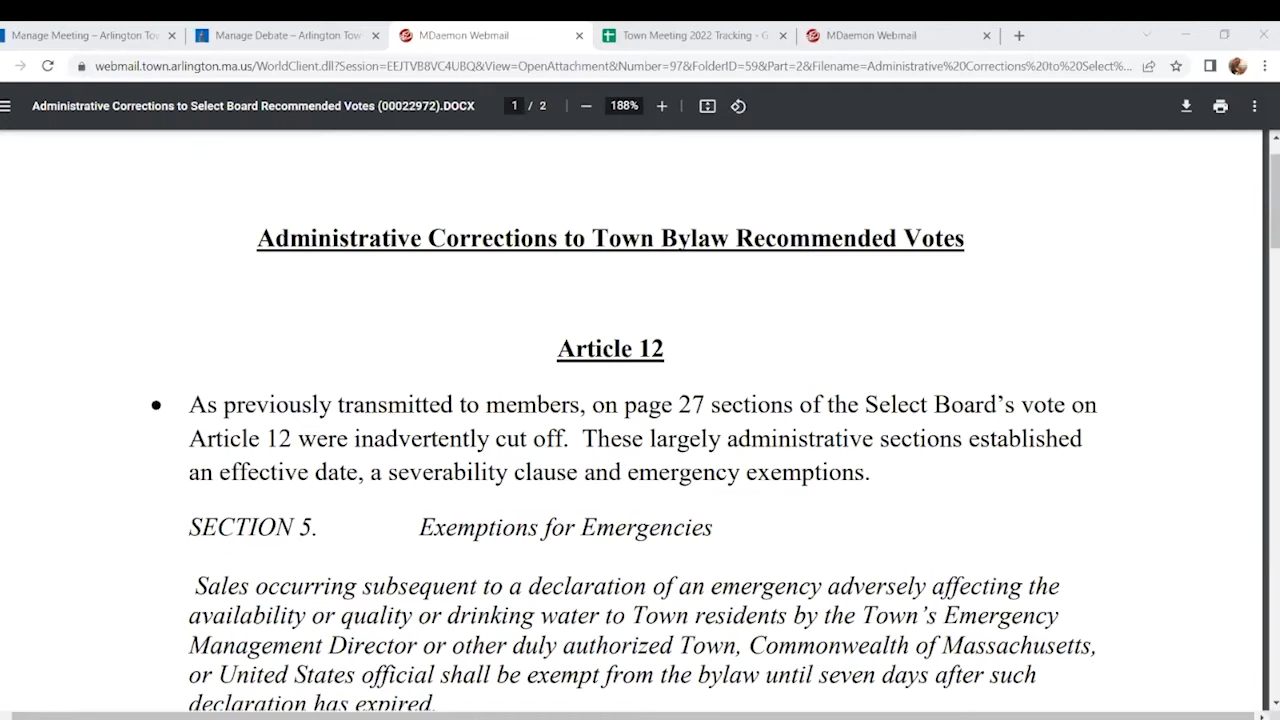 Manage Meeting – Arlington Tov
Manage Debate – Arlington Tow
MDaemon Webmail
Town Meeting 2022 Tracking - G
MDaemon Webmail
webmail.town.arlington.ma.us/WorldClient.dll?Session=EEJTVB8VC4UBQ&View=OpenAttachment&Number=97&FolderID=59&Part=2&Filename=Administrative%20Corrections%20to%20Select%...
Administrative Corrections to Select Board Recommended Votes (00022972).DOCX
1 / 2
188%
Administrative Corrections to Town Bylaw Recommended Votes
Article 12
• As previously transmitted to members, on page 27 sections of the Select Board’s vote on
Article 12 were inadvertently cut off. These largely administrative sections established
an effective date, a severability clause and emergency exemptions.
SECTION 5. Exemptions for Emergencies
Sales occurring subsequent to a declaration of an emergency adversely affecting the
availability or quality or drinking water to Town residents by the Town’s Emergency
Management Director or other duly authorized Town, Commonwealth of Massachusetts,
or United States official shall be exempt from the bylaw until seven days after such
declaration has expired.